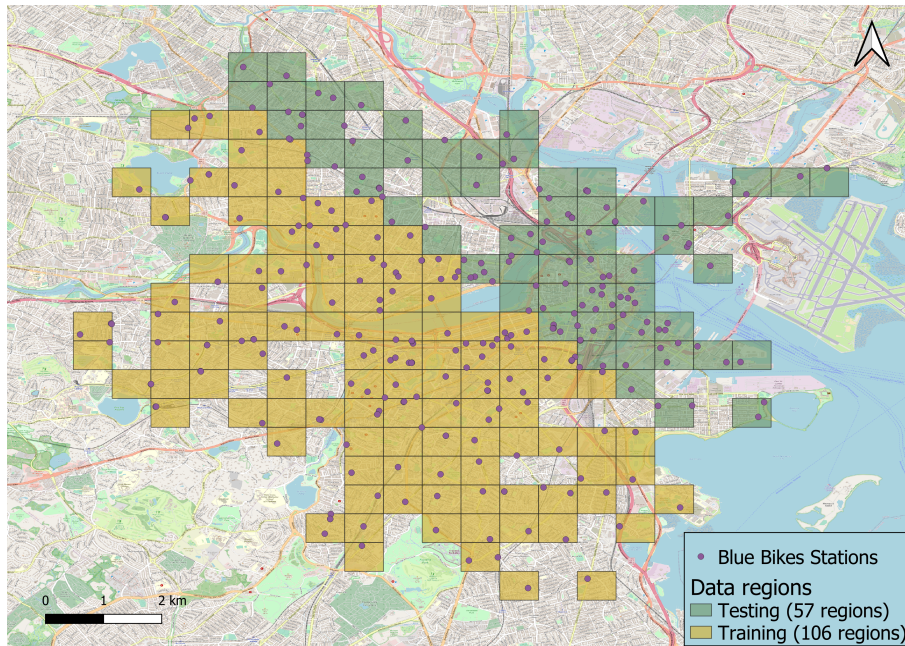 0 1 2 km
Blue Bikes Stations
Data regions
Testing (57 regions)
Training (106 regions)